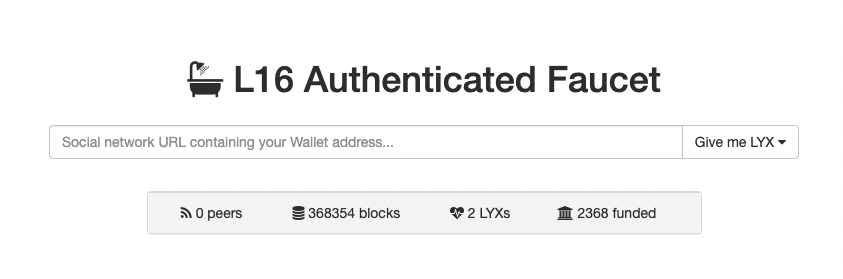 L16 Authenticated Faucet
Social network URL containing your Wallet address... Give me LYX
0 peers 368354 blocks 2 LYXs 2368 funded